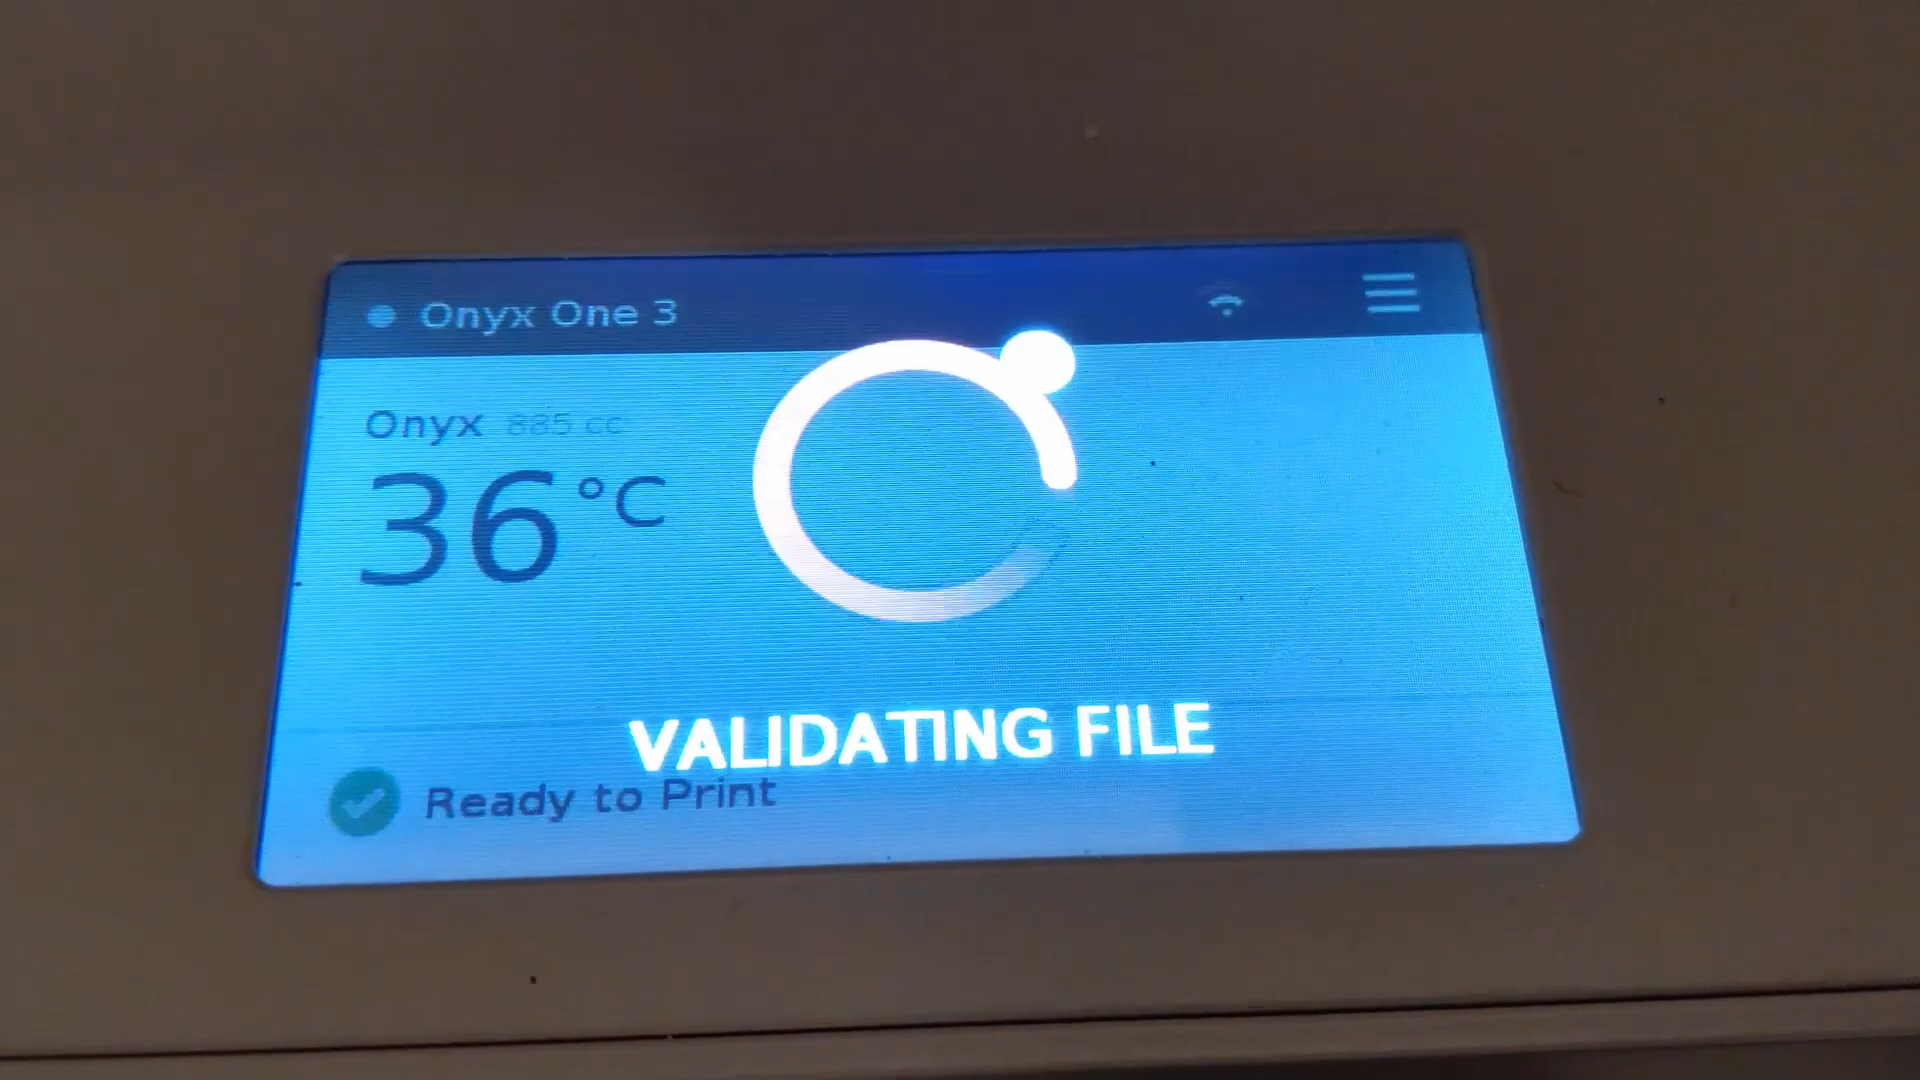 Onyx One 3
Onyx 885 cc
36 °C
VALIDATING FILE
Ready to Print